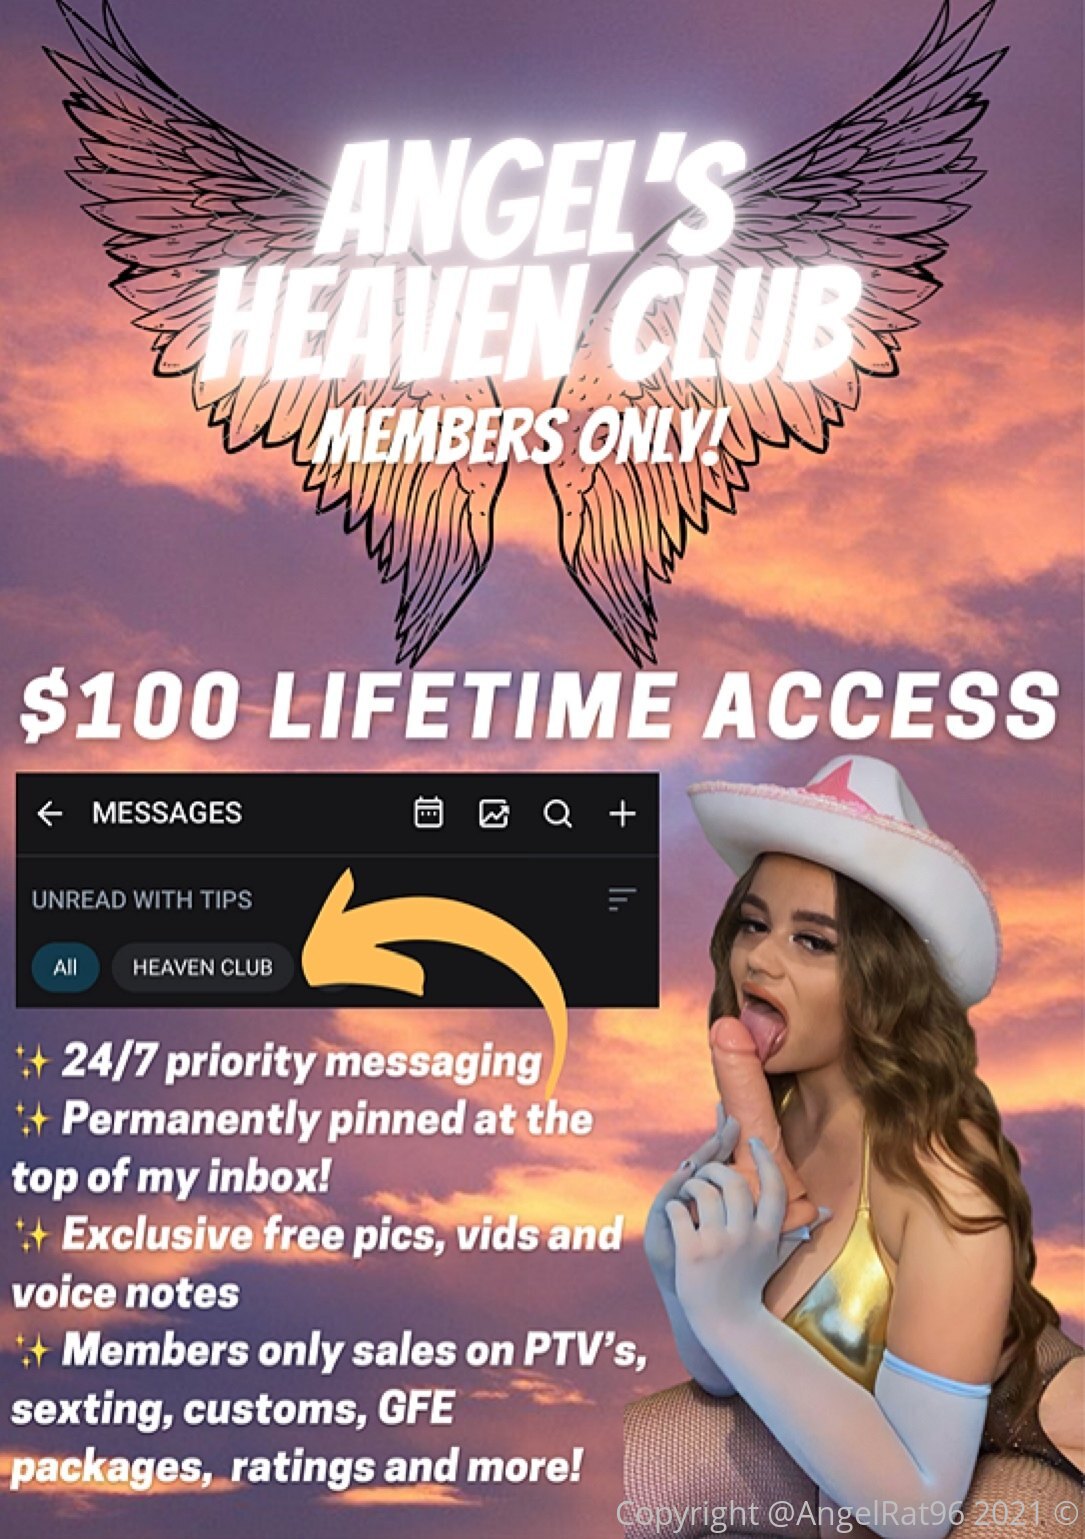 ANGEL'S
HEAVEN CLUB
MEMBERS ONLY!
$100 LIFETIME ACCESS
MESSAGES
UNREAD WITH TIPS
All HEAVEN CLUB
✨ 24/7 priority messaging
✨ Permanently pinned at the
top of my inbox!
✨ Exclusive free pics, vids and
voice notes
✨ Members only sales on PTV's,
sexting, customs, GFE
packages, ratings and more!
Copyright @AngelRat96 2021 ©